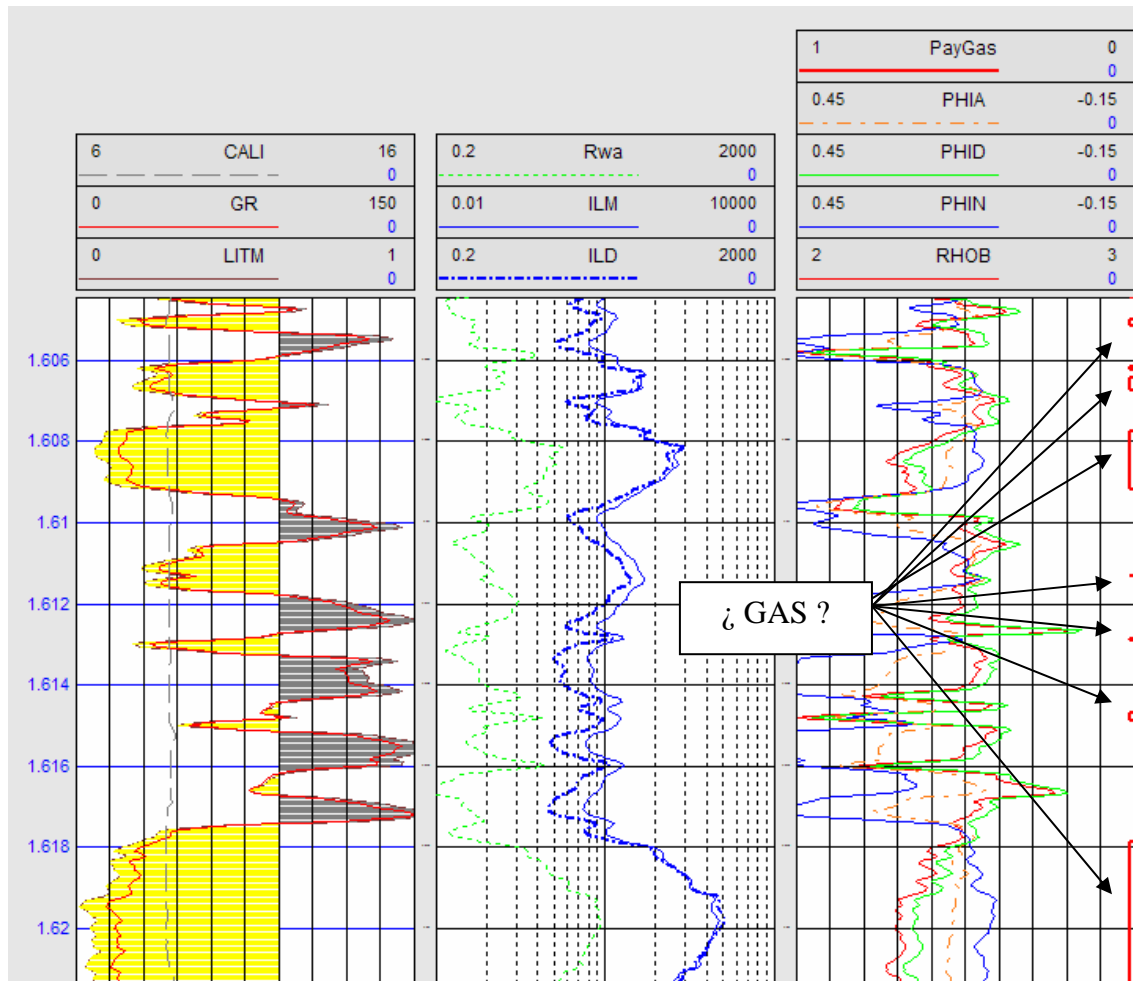 1 PayGas 0
0
0.45 PHIA -0.15
0
6 CALI 16
0
0.2 Rwa 2000
0
0.45 PHID -0.15
0
0 GR 150
0
0.01 ILM 10000
0
0.45 PHIN -0.15
0
0 LITM 1
0
0.2 ILD 2000
0
2 RHOB 3
0
1.606
1.608
1.61
1.612
¿ GAS ?
1.614
1.616
1.618
1.62